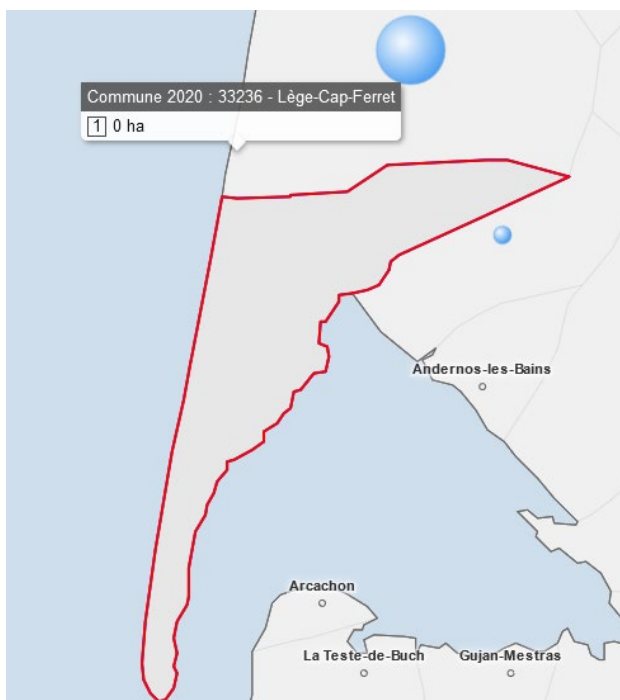 Commune 2020 : 33236 - Lège-Cap-Ferret
1 0 ha
Andernos-les-Bains
Arcachon
La Teste-de-Buch
Gujan-Mestras